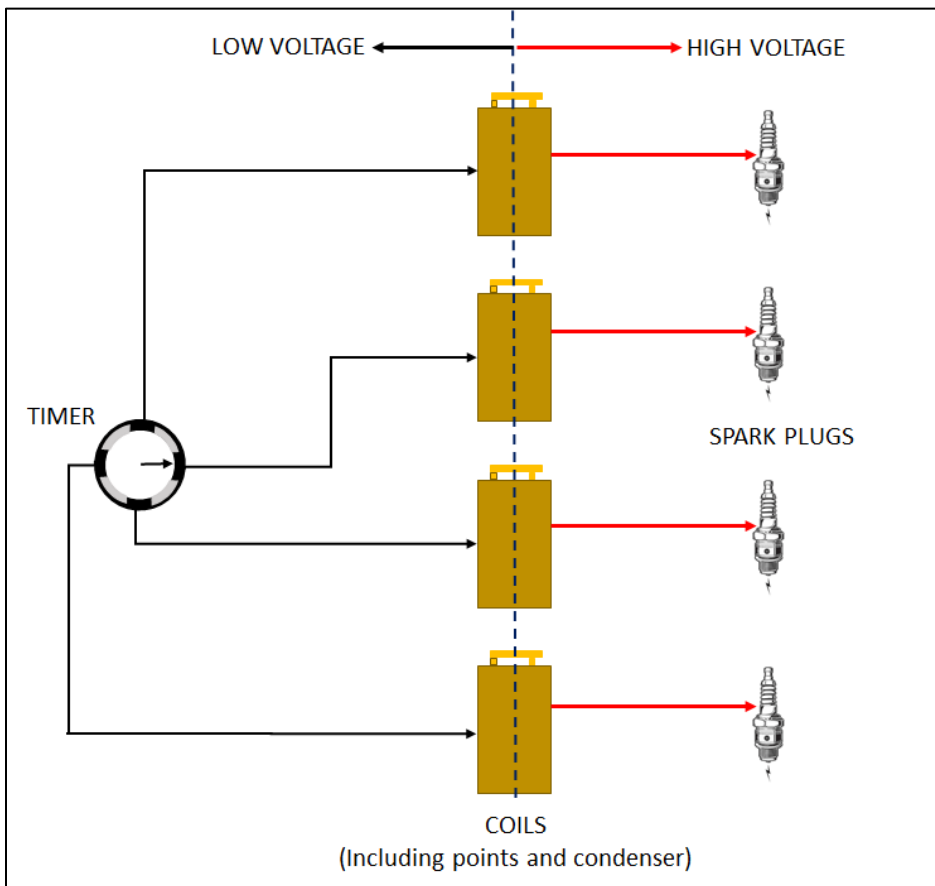 LOW VOLTAGE
HIGH VOLTAGE
TIMER
SPARK PLUGS
COILS
(Including points and condenser)